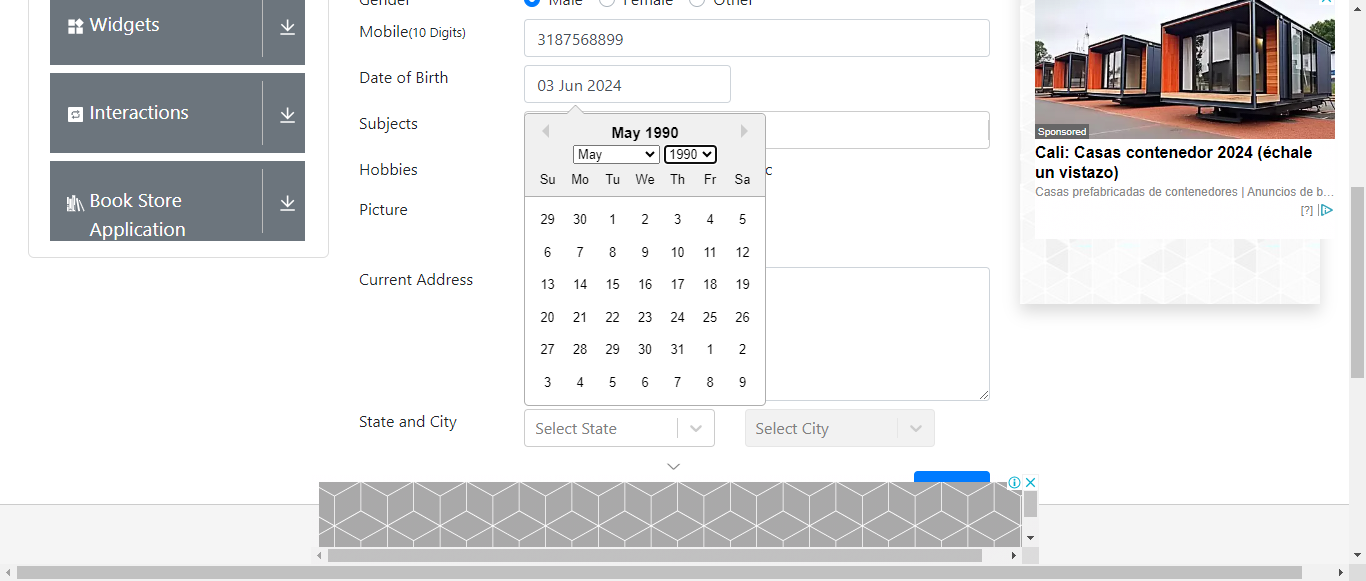 Widgets
Interactions
Book Store
Application
Gender
Male
Female
Other
Mobile(10 Digits)
3187568899
Date of Birth
03 Jun 2024
Subjects
May 1990
May
1990
Su Mo Tu We Th Fr Sa
29 30 1 2 3 4 5
6 7 8 9 10 11 12
13 14 15 16 17 18 19
20 21 22 23 24 25 26
27 28 29 30 31 1 2
3 4 5 6 7 8 9
Hobbies
c
Picture
Current Address
State and City
Select State
Select City
Sponsored
Cali: Casas contenedor 2024 (échale
un vistazo)
Casas prefabricadas de contenedores | Anuncios de b...
[?]